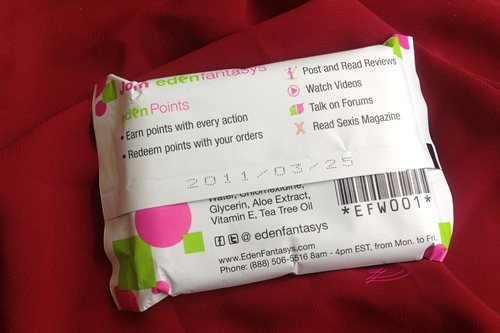 Join edenfantasys
eden Points
• Earn points with every action
• Redeem points with your orders
Post and Read Reviews
Watch Videos
Talk on Forums
Read Sexis Magazine
2011/03/25
Water, Chlorhexidine,
Glycerin, Aloe Extract,
Vitamin E, Tea Tree Oil
*EFW001*
f t @ edenfantasys
www.EdenFantasys.com
Phone: (888) 506-5516 8am - 4pm EST, from Mon. to Fri.